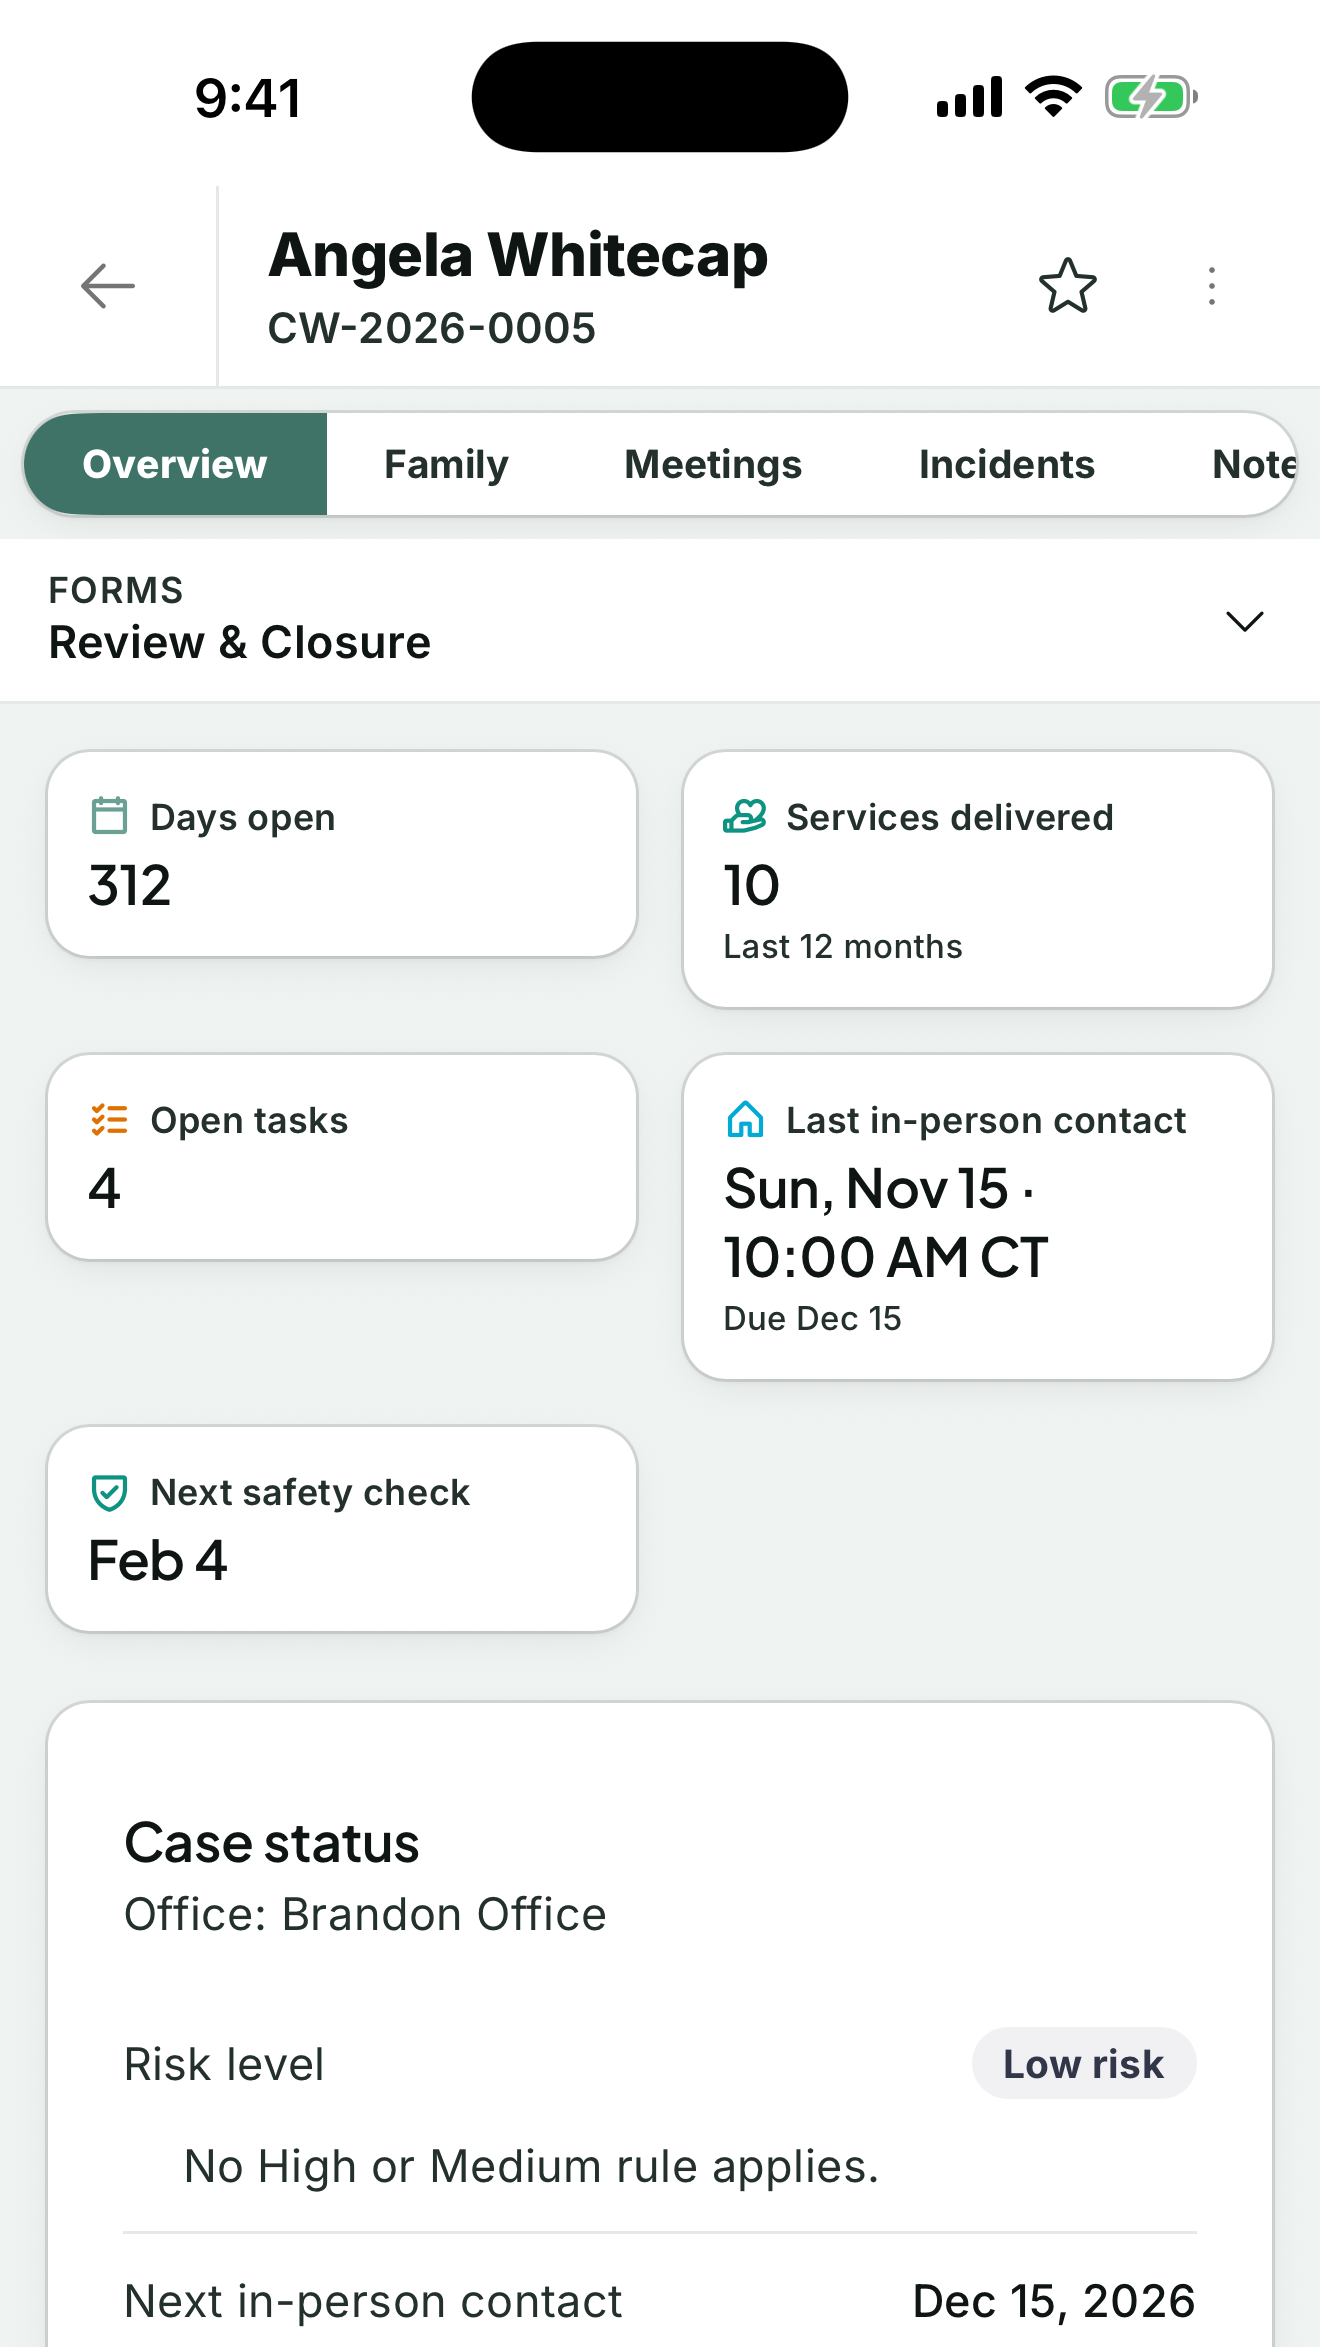 9:41
Angela Whitecap
CW-2026-0005
Overview
Family
Meetings
Incidents
Note
FORMS
Review & Closure
Days open
312
Services delivered
10
Last 12 months
Open tasks
4
Last in-person contact
Sun, Nov 15 ·
10:00 AM CT
Due Dec 15
Next safety check
Feb 4
Case status
Office: Brandon Office
Risk level
Low risk
No High or Medium rule applies.
Next in-person contact
Dec 15, 2026